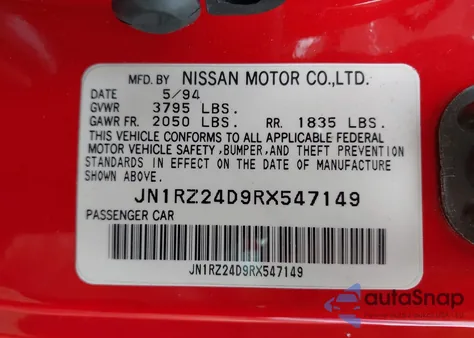 MFD. BY NISSAN MOTOR CO.,LTD.
DATE 5/94
GVWR 3795 LBS.
GAWR FR. 2050 LBS. RR. 1835 LBS.
THIS VEHICLE CONFORMS TO ALL APPLICABLE FEDERAL
MOTOR VEHICLE SAFETY, BUMPER, AND THEFT PREVENTION
STANDARDS IN EFFECT ON THE DATE OF MANUFACTURE
SHOWN ABOVE.
JN1RZ24D9RX547149
PASSENGER CAR
JN1RZ24D9RX547149
autoSnap